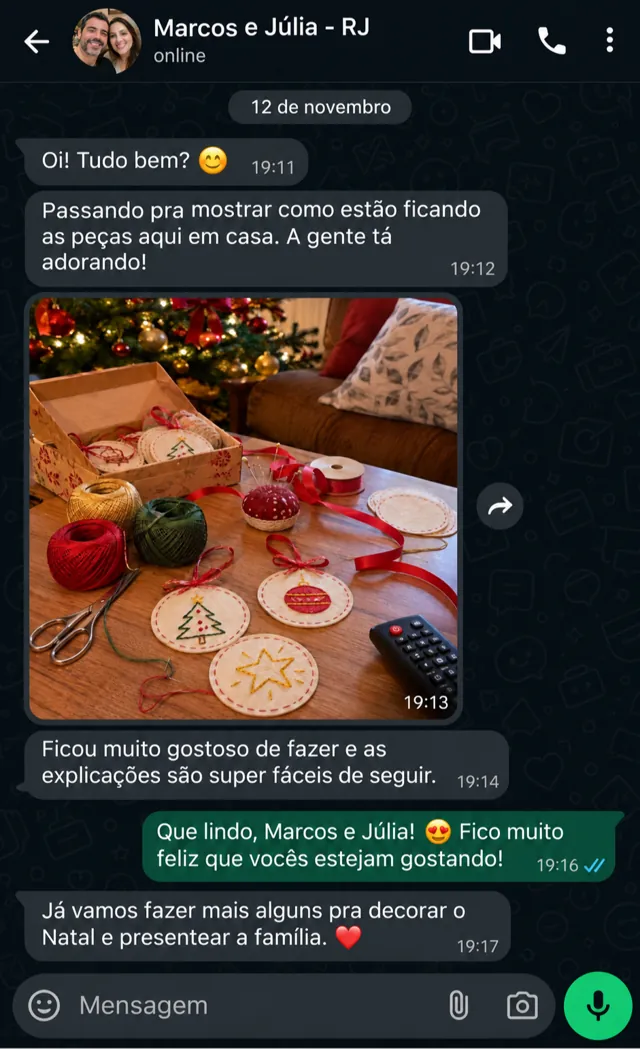 Marcos e Júlia - RJ
online
12 de novembro
Oi! Tudo bem? 😊 19:11
Passando pra mostrar como estão ficando
as peças aqui em casa. A gente tá
adorando! 19:12
19:13
Ficou muito gostoso de fazer e as
explicações são super fáceis de seguir. 19:14
Que lindo, Marcos e Júlia! 😍 Fico muito
feliz que vocês estejam gostando! 19:16
Já vamos fazer mais alguns pra decorar o
Natal e presentear a família. ❤️ 19:17
Mensagem